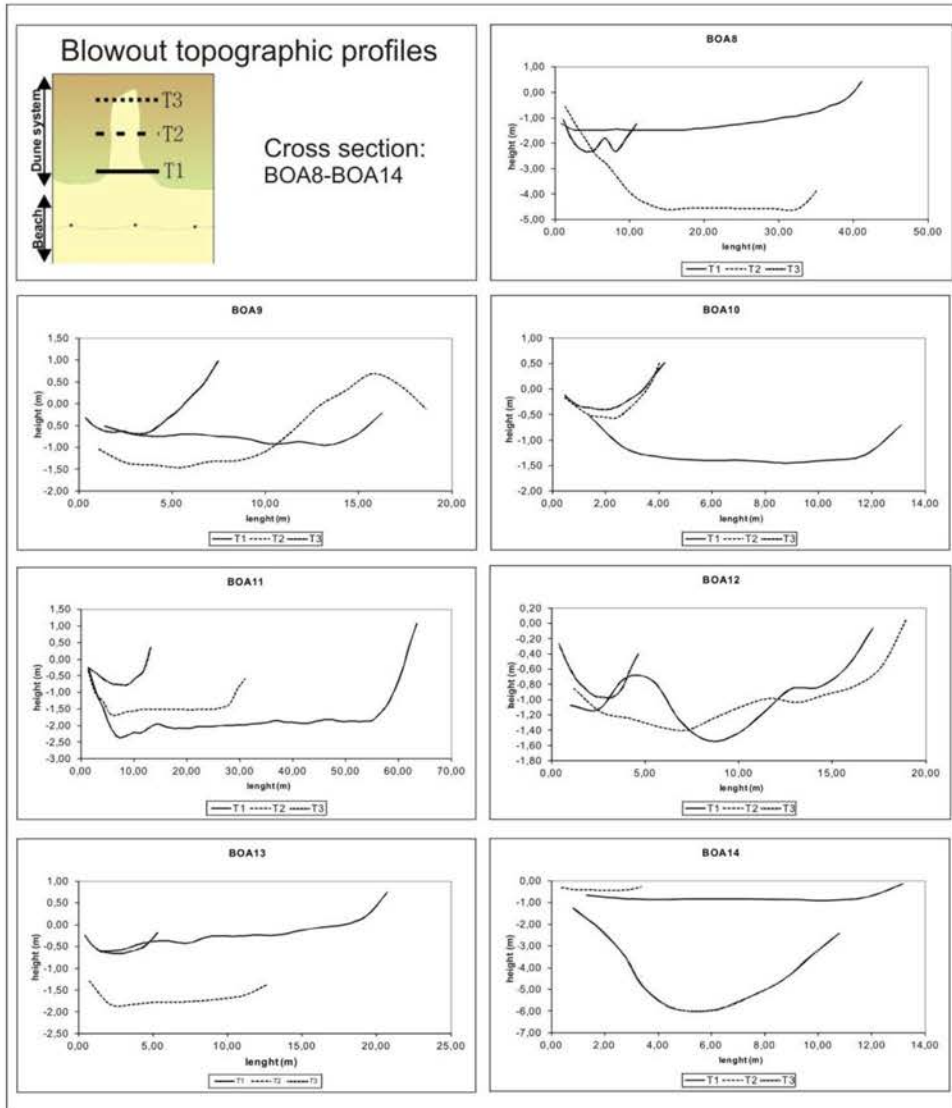 Blowout topographic profiles
Dune system
Beach
T3
T2
T1
Cross section:
BOA8-BOA14
BOA8
height (m)
1,00
0,00
-1,00
-2,00
-3,00
-4,00
-5,00
0,00 10,00 20,00 30,00 40,00 50,00
lenght (m)
T1 T2 T3
BOA9
height (m)
1,50
1,00
0,50
0,00
-0,50
-1,00
-1,50
-2,00
0,00 5,00 10,00 15,00 20,00
lenght (m)
T1 T2 T3
BOA10
height (m)
1,00
0,50
0,00
-0,50
-1,00
-1,50
-2,00
0,00 2,00 4,00 6,00 8,00 10,00 12,00 14,00
lenght (m)
T1 T2 T3
BOA11
height (m)
1,50
1,00
0,50
0,00
-0,50
-1,00
-1,50
-2,00
-2,50
-3,00
0,00 10,00 20,00 30,00 40,00 50,00 60,00 70,00
lenght (m)
T1 T2 T3
BOA12
height (m)
0,20
0,00
-0,20
-0,40
-0,60
-0,80
-1,00
-1,20
-1,40
-1,60
-1,80
0,00 5,00 10,00 15,00 20,00
lenght (m)
T1 T2 T3
BOA13
height (m)
1,00
0,50
0,00
-0,50
-1,00
-1,50
-2,00
-2,50
0,00 5,00 10,00 15,00 20,00 25,00
lenght (m)
T1 T2 T3
BOA14
height (m)
0,00
-1,00
-2,00
-3,00
-4,00
-5,00
-6,00
-7,00
0,00 2,00 4,00 6,00 8,00 10,00 12,00 14,00
lenght (m)
T1 T2 T3